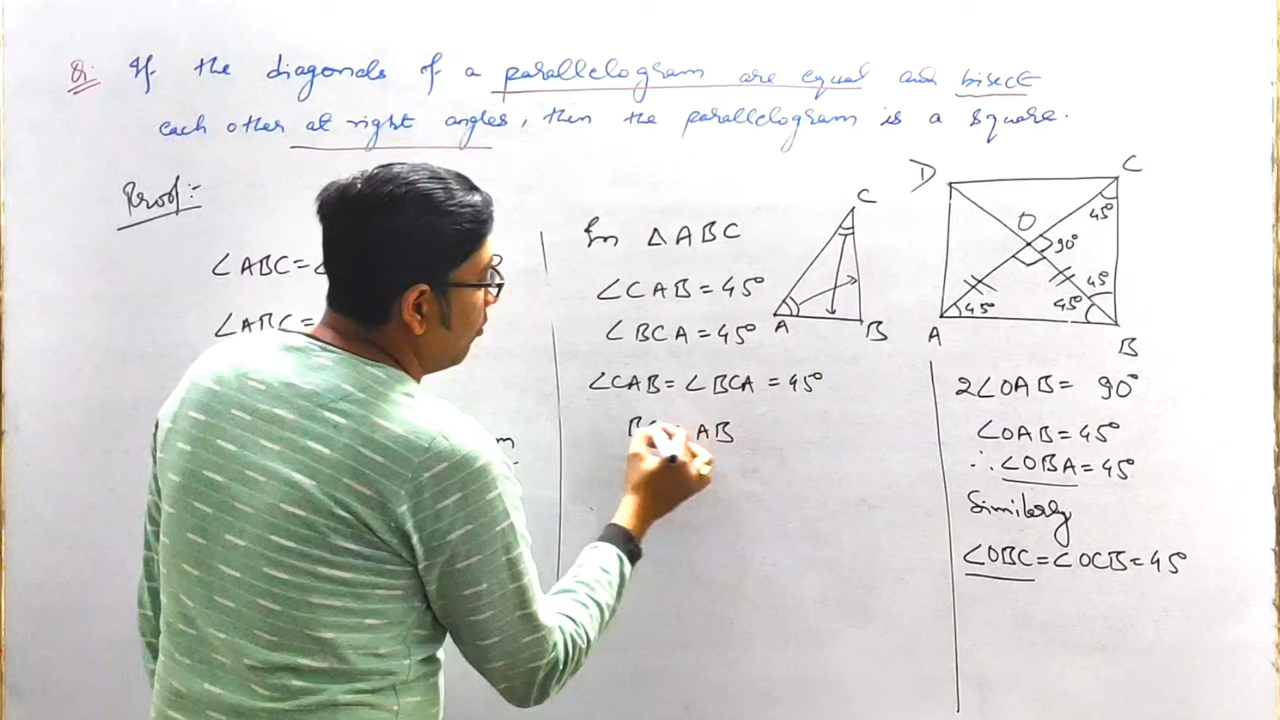 Q: If the diagonals of a parallelogram are equal and bisect
each other at right angles, then the parallelogram is a square.
Proof:-
∠ABC=∠
∠ABC=
In △ABC
∠CAB=45°
∠BCA=45°
∠CAB=∠BCA=45°
AB
C
A
B
D
C
O
45°
90°
45°
45°
45°
A
B
2∠OAB= 90°
∠OAB=45°
∴∠OBA=45°
Similerly
∠OBC=∠OCB=45°